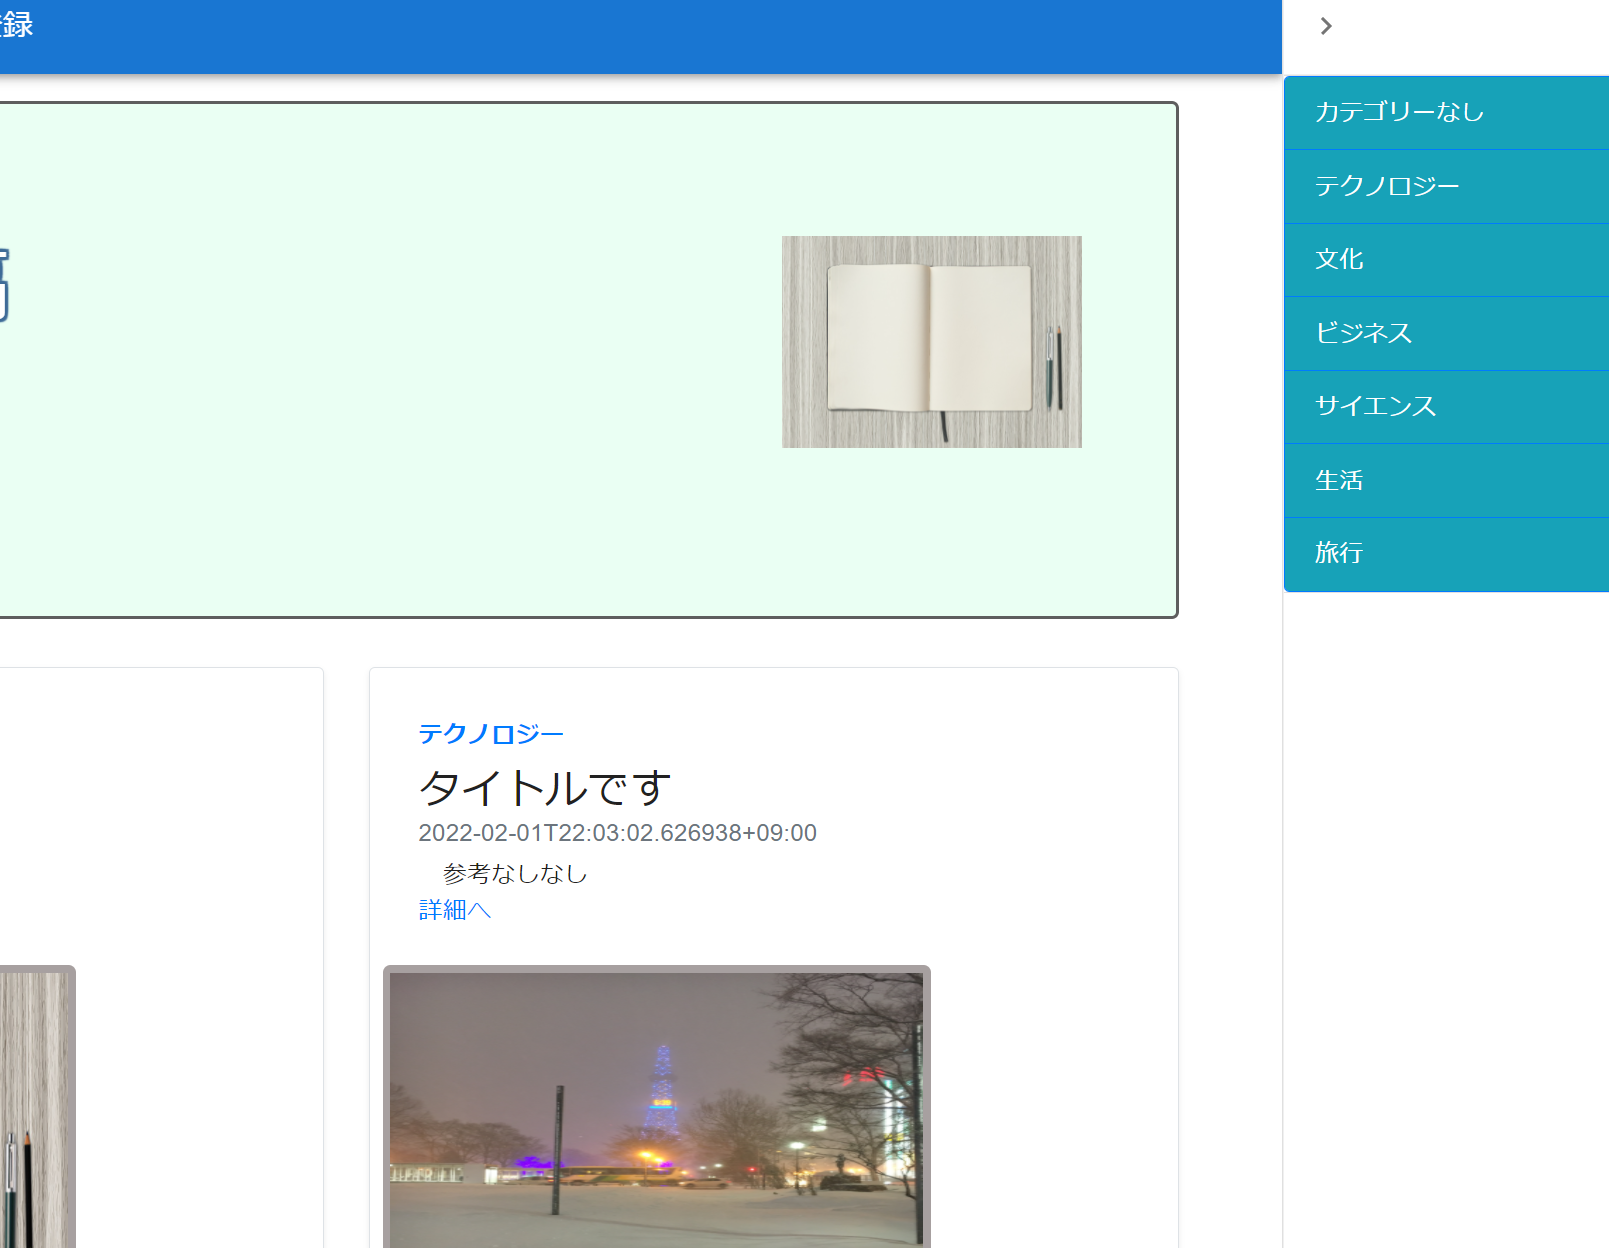 録
カテゴリーなし
テクノロジー
文化
ビジネス
サイエンス
生活
旅行
テクノロジー
タイトルです
2022-02-01T22:03:02.626938+09:00
参考なしなし
詳細へ